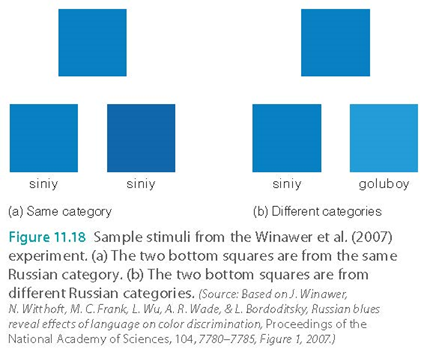 siniy siniy siniy goluboy
(a) Same category (b) Different categories
Figure 11.18 Sample stimuli from the Winawer et al. (2007)
experiment. (a) The two bottom squares are from the same
Russian category. (b) The two bottom squares are from
different Russian categories. (Source: Based on J. Winawer,
N. Witthoft, M. C. Frank, L. Wu, A. R. Wade, & L. Bordoditsky, Russian blues
reveal effects of language on color discrimination, Proceedings of the
National Academy of Sciences, 104, 7780–7785, Figure 1, 2007.)